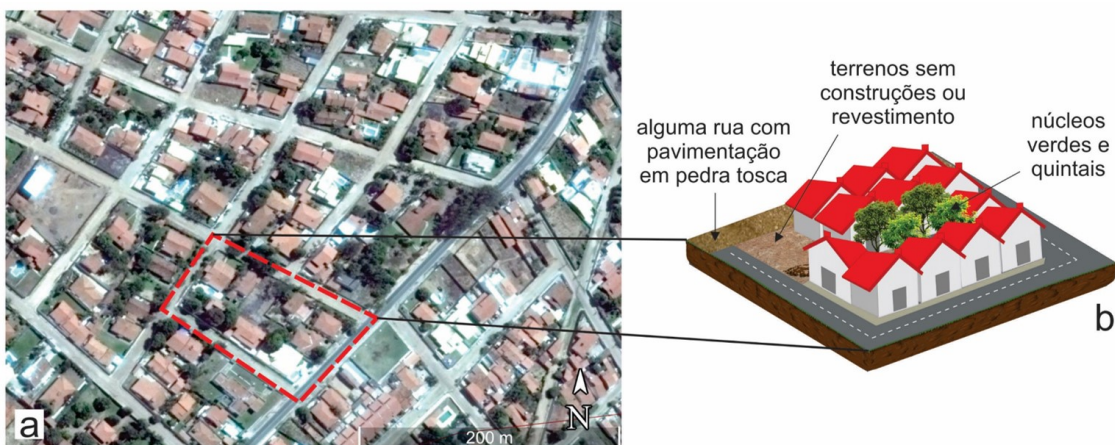 a
N
200 m
alguma rua com
pavimentação
em pedra tosca
terrenos sem
construções ou
revestimento
núcleos
verdes e
quintais
b